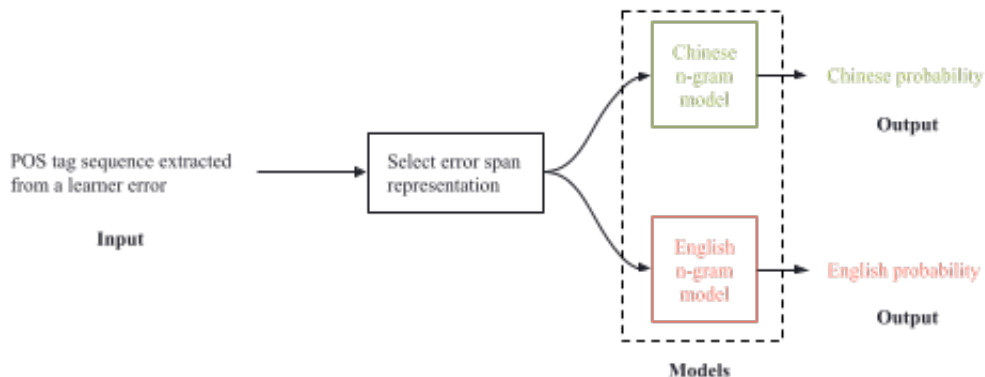 POS tag sequence extracted
from a learner error
Input
Select error span
representation
Chinese
n-gram
model
Chinese probability
Output
English
n-gram
model
English probability
Output
Models